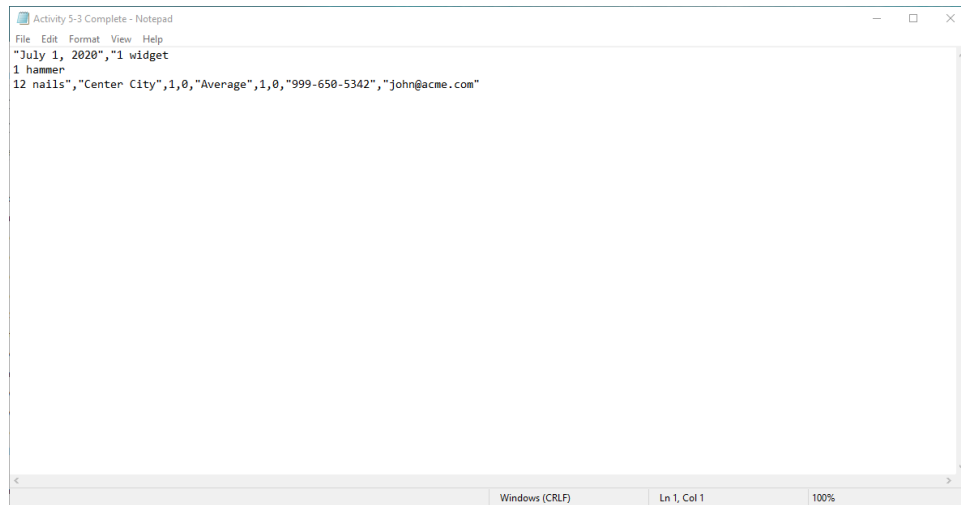 Activity 5-3 Complete - Notepad
File Edit Format View Help
"July 1, 2020","1 widget
1 hammer
12 nails","Center City",1,0,"Average",1,0,"999-650-5342","john@acme.com"
Windows (CRLF) Ln 1, Col 1 100%